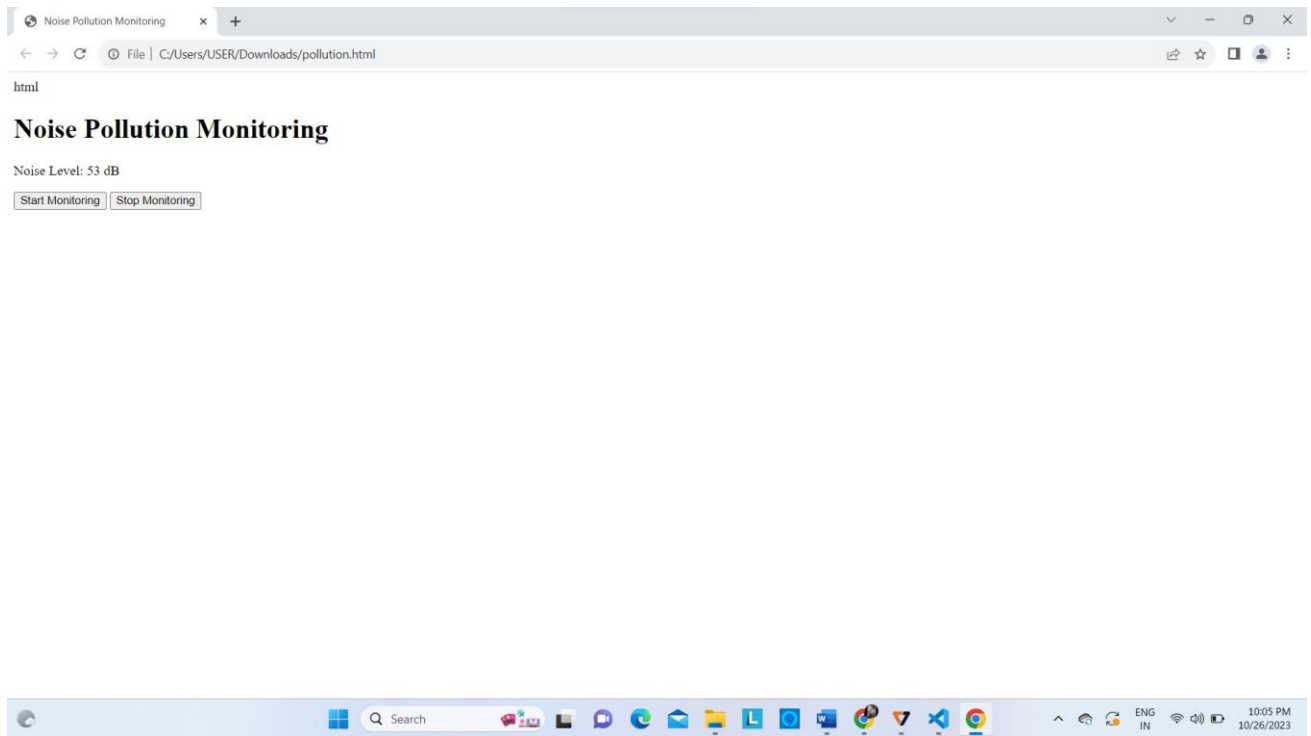 Noise Pollution Monitoring
File | C:/Users/USER/Downloads/pollution.html
html
Noise Pollution Monitoring
Noise Level: 53 dB
Start Monitoring Stop Monitoring
Search L ENG 10:05 PM
IN 10/26/2023